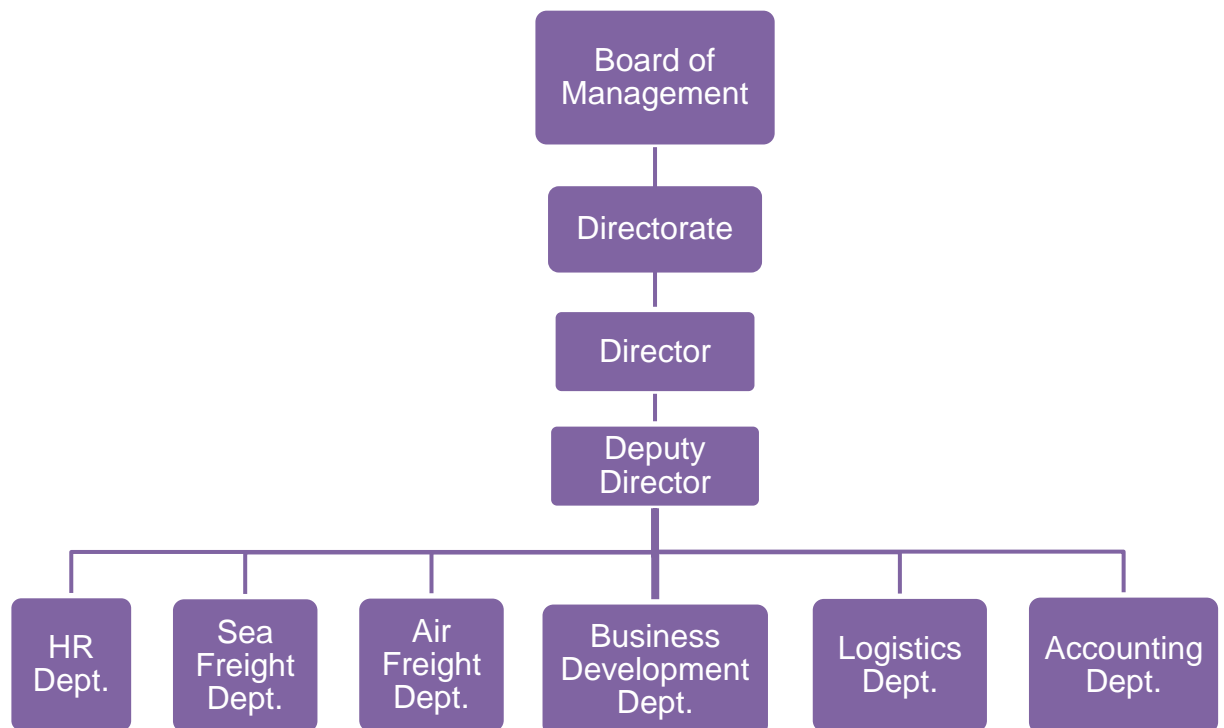 Board of
Management
Directorate
Director
Deputy
Director
HR
Dept.
Sea
Freight
Dept.
Air
Freight
Dept.
Business
Development
Dept.
Logistics
Dept.
Accounting
Dept.